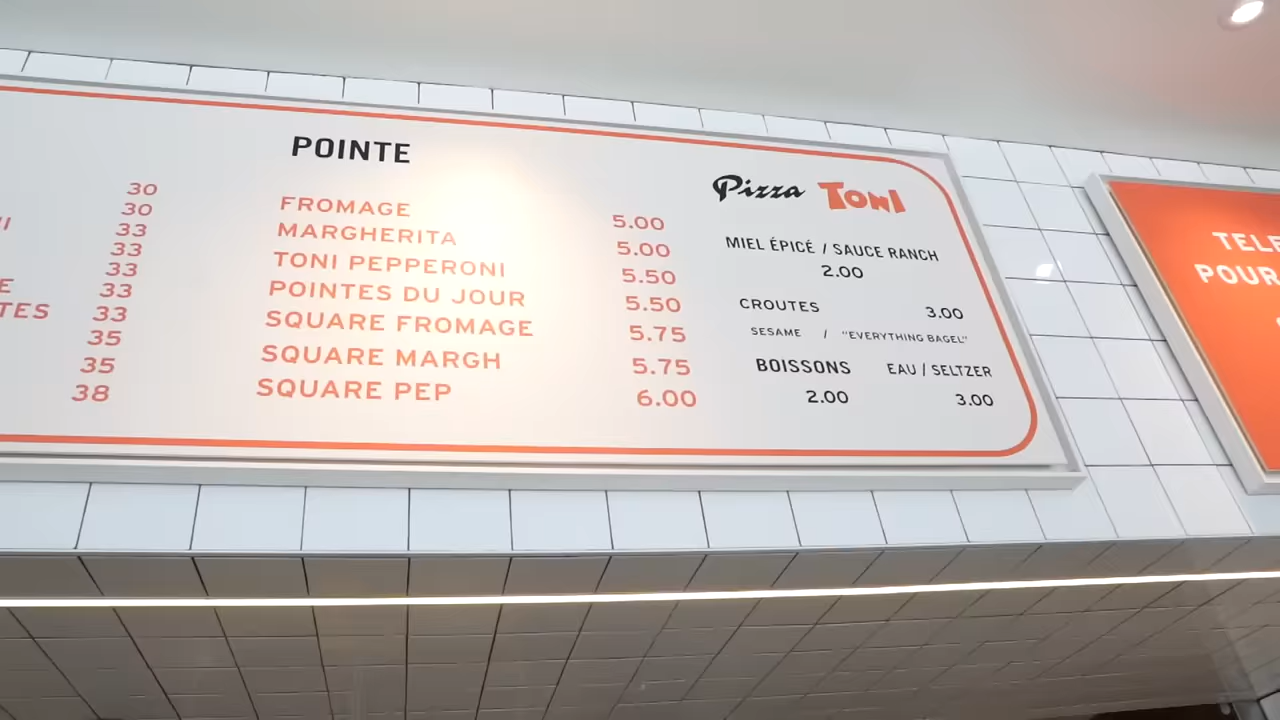 30
30
33
33
33
33
33
35
35
38
POINTE
FROMAGE 5.00
MARGHERITA 5.00
TONI PEPPERONI 5.50
POINTES DU JOUR 5.50
SQUARE FROMAGE 5.75
SQUARE MARGH 5.75
SQUARE PEP 6.00
Pizza TONI
MIEL ÉPICÉ / SAUCE RANCH
2.00
CROUTES 3.00
SESAME / "EVERYTHING BAGEL"
BOISSONS EAU / SELTZER
2.00 3.00
POUR